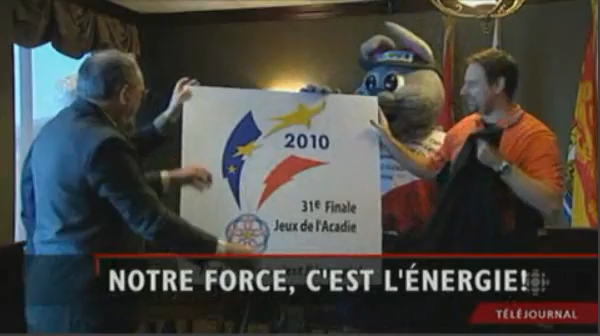 2010
31e Finale
Jeux de l'Acadie
NOTRE FORCE, C'EST L'ÉNERGIE!
TÉLÉJOURNAL